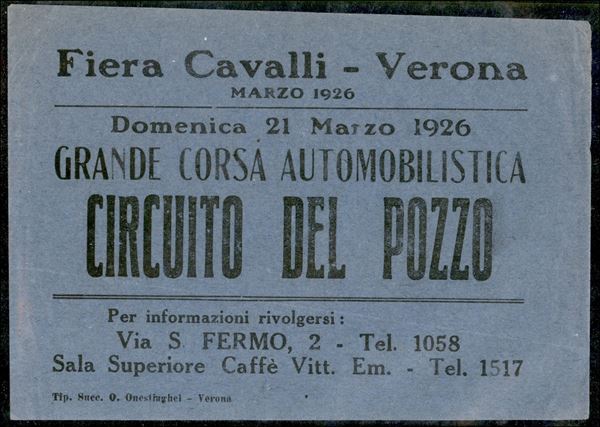 Fiera Cavalli - Verona
MARZO 1926
Domenica 21 Marzo 1926
GRANDE CORSA AUTOMOBILISTICA
CIRCUITO DEL POZZO
Per informazioni rivolgersi:
Via S. FERMO, 2 - Tel. 1058
Sala Superiore Caffè Vitt. Em. - Tel. 1517
Tip. Succ. O. Onestinghel - Verona